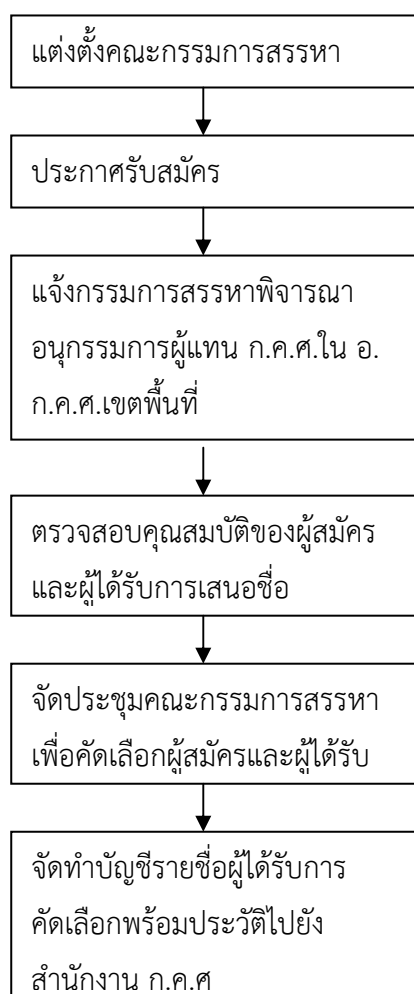 แต่งตั้งคณะกรรมการสรรหา
ประกาศรับสมัคร
แจ้งกรรมการสรรหาพิจารณา
อนุกรรมการผู้แทน ก.ค.ศ.ใน อ.
ก.ค.ศ.เขตพื้นที่
ตรวจสอบคุณสมบัติของผู้สมัคร
และผู้ได้รับการเสนอชื่อ
จัดประชุมคณะกรรมการสรรหา
เพื่อคัดเลือกผู้สมัครและผู้ได้รับ
จัดทำบัญชีรายชื่อผู้ได้รับการ
คัดเลือกพร้อมประวัติไปยัง
สำนักงาน ก.ค.ศ